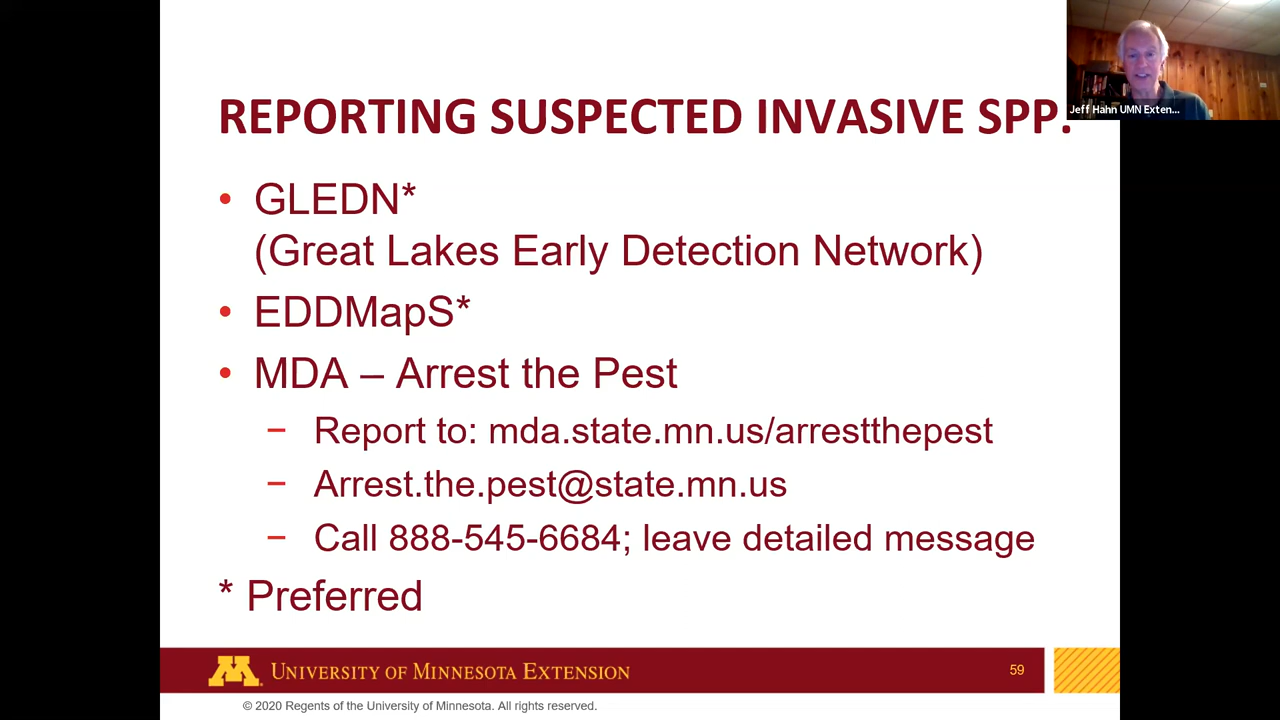 REPORTING SUSPECTED INVASIVE SPP.
Jeff Hahn UMN Exten...
• GLEDN*
(Great Lakes Early Detection Network)
• EDDMapS*
• MDA – Arrest the Pest
− Report to: mda.state.mn.us/arrestthepest
− Arrest.the.pest@state.mn.us
− Call 888-545-6684; leave detailed message
* Preferred
M UNIVERSITY OF MINNESOTA EXTENSION
59
© 2020 Regents of the University of Minnesota. All rights reserved.